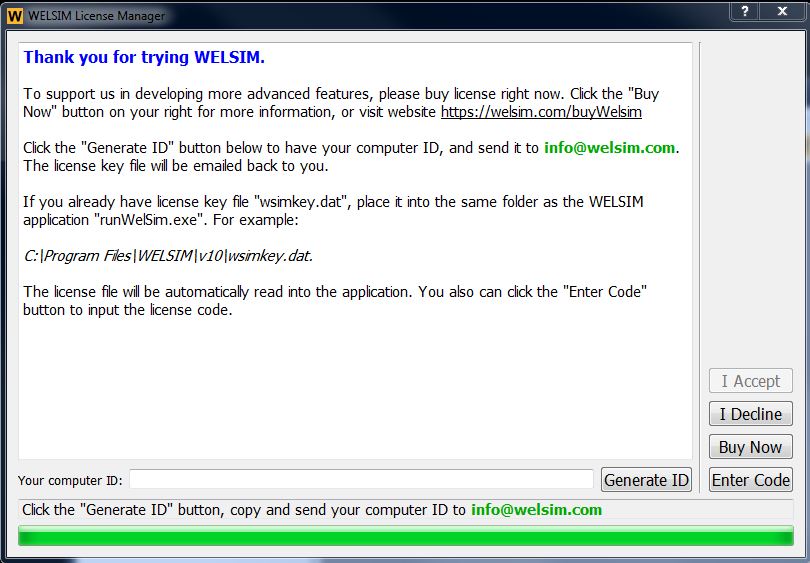 W WELSIM License Manager
? X
Thank you for trying WELSIM.
To support us in developing more advanced features, please buy license right now. Click the "Buy
Now" button on your right for more information, or visit website https://welsim.com/buyWelsim
Click the "Generate ID" button below to have your computer ID, and send it to info@welsim.com.
The license key file will be emailed back to you.
If you already have license key file "wsimkey.dat", place it into the same folder as the WELSIM
application "runWelSim.exe". For example:
C:\Program Files\WELSIM\v10\wsimkey.dat.
The license file will be automatically read into the application. You also can click the "Enter Code"
button to input the license code.
I Accept
I Decline
Buy Now
Your computer ID:
Generate ID
Enter Code
Click the "Generate ID" button, copy and send your computer ID to info@welsim.com